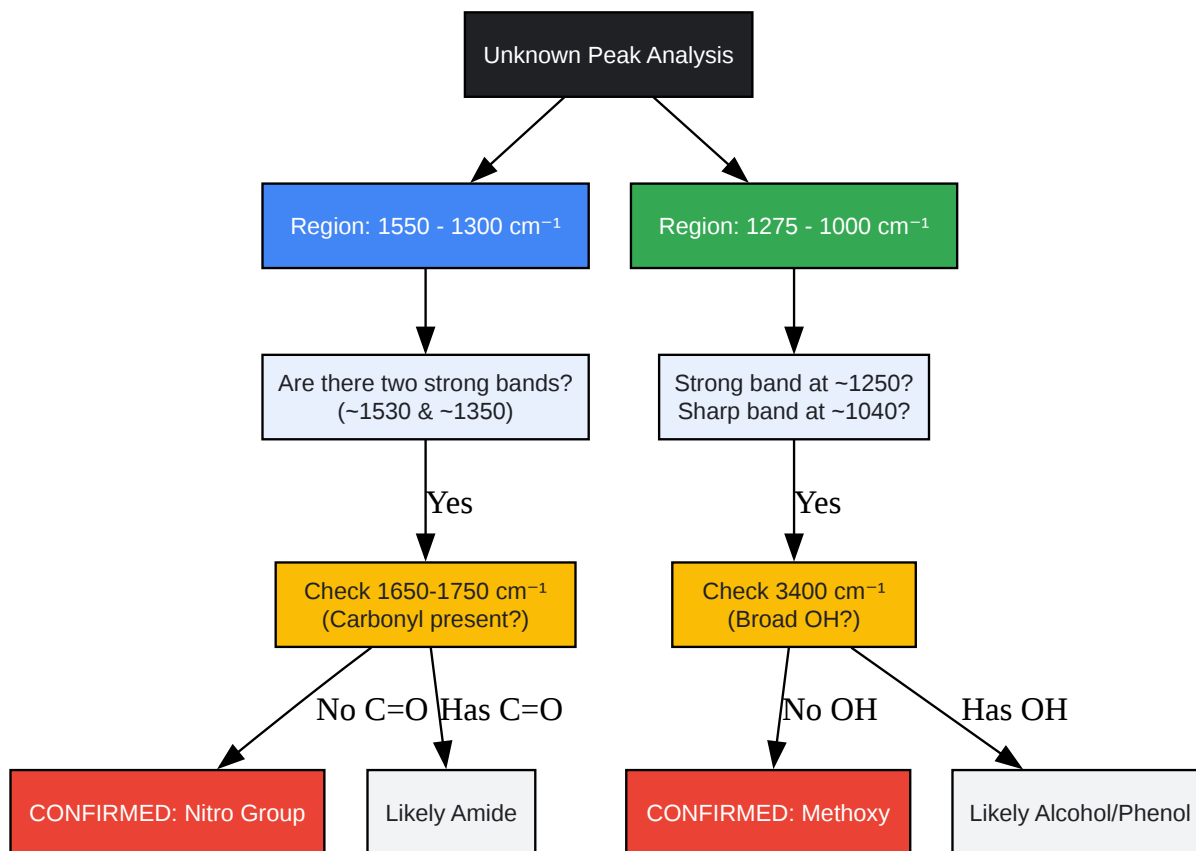 Unknown Peak Analysis
Region: 1550 - 1300 cm⁻¹
Region: 1275 - 1000 cm⁻¹
Are there two strong bands?
(~1530 & ~1350)
Strong band at ~1250?
Sharp band at ~1040?
Yes
Yes
Check 1650-1750 cm⁻¹
(Carbonyl present?)
Check 3400 cm⁻¹
(Broad OH?)
No C=O
Has C=O
No OH
Has OH
CONFIRMED: Nitro Group
Likely Amide
CONFIRMED: Methoxy
Likely Alcohol/Phenol